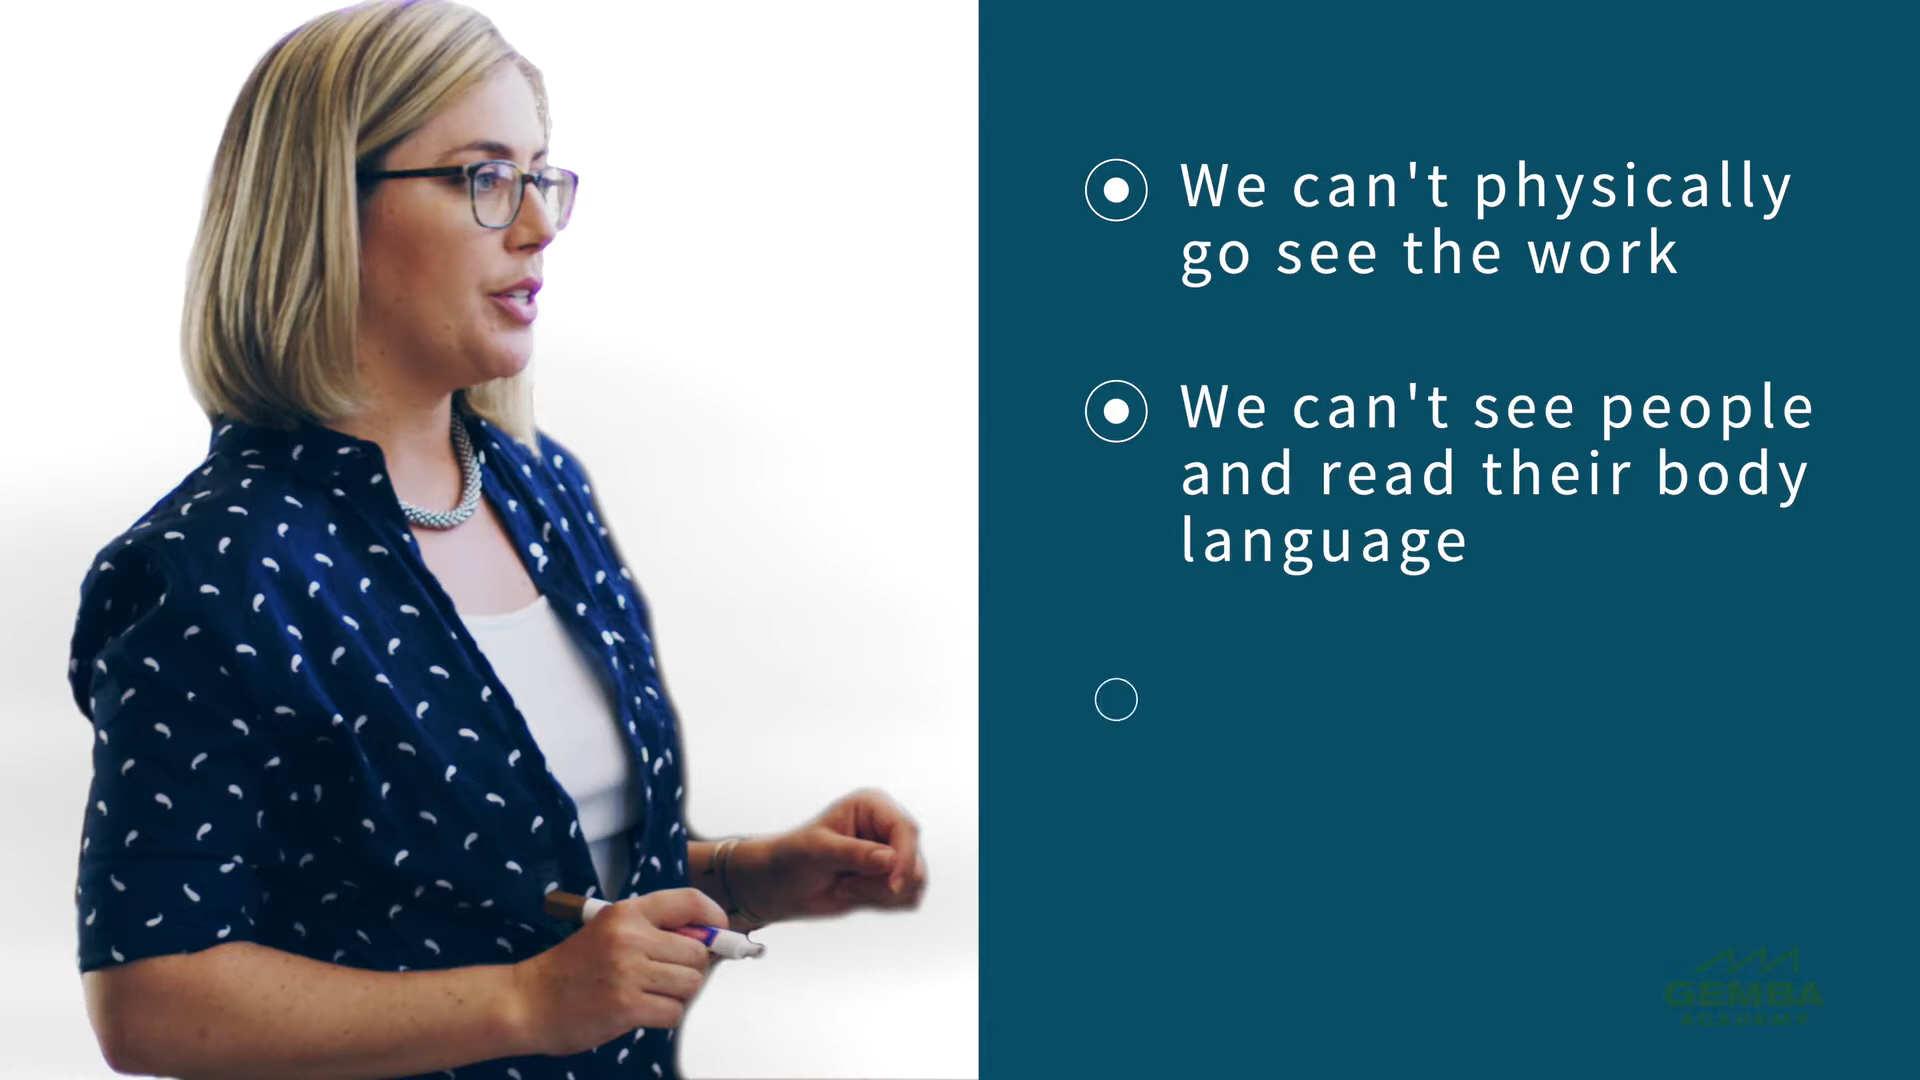 We can't physically
go see the work
We can't see people
and read their body
language
GEMBA
ACADEMY